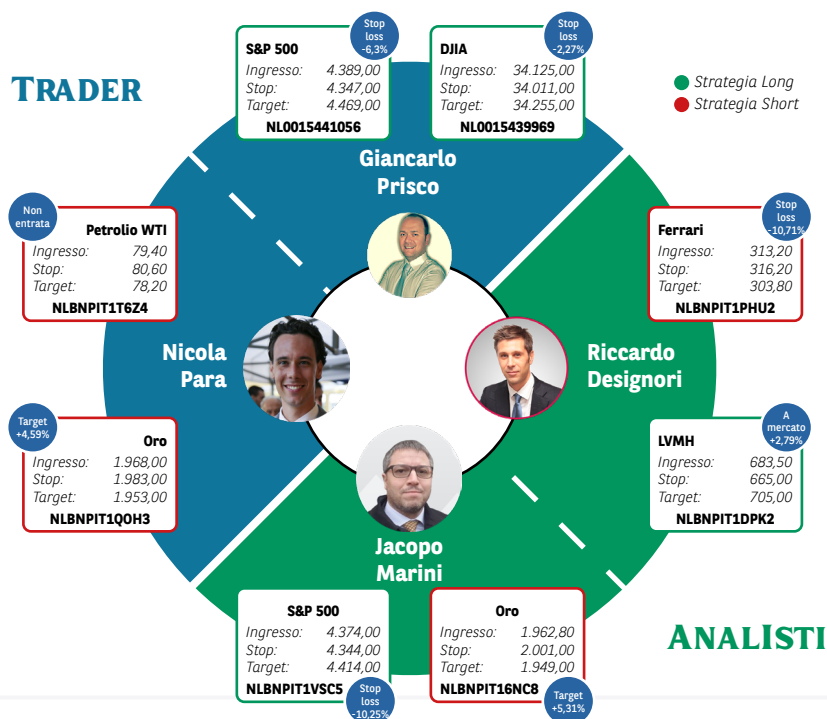 TRADER
Stop
loss
-6,3%
S&P 500
Ingresso: 4.389,00
Stop: 4.347,00
Target: 4.469,00
NL0015441056
Stop
loss
-2,27%
DJIA
Ingresso: 34.125,00
Stop: 34.011,00
Target: 34.255,00
NL0015439969
Strategia Long
Strategia Short
Giancarlo
Prisco
Non
entrata
Petrolio WTI
Ingresso: 79,40
Stop: 80,60
Target: 78,20
NLBNPIT1T6Z4
Stop
loss
-10,71%
Ferrari
Ingresso: 313,20
Stop: 316,20
Target: 303,80
NLBNPIT1PHU2
Nicola
Para
Riccardo
Designori
Target
+4,59%
Oro
Ingresso: 1.968,00
Stop: 1.983,00
Target: 1.953,00
NLBNPIT1QOH3
A
mercato
+2,79%
LVMH
Ingresso: 683,50
Stop: 665,00
Target: 705,00
NLBNPIT1DPK2
Jacopo
Marini
S&P 500
Ingresso: 4.374,00
Stop: 4.344,00
Target: 4.414,00
NLBNPIT1VSC5
Stop
loss
-10,25%
Oro
Ingresso: 1.962,80
Stop: 2.001,00
Target: 1.949,00
NLBNPIT16NC8
Target
+5,31%
ANALISTI